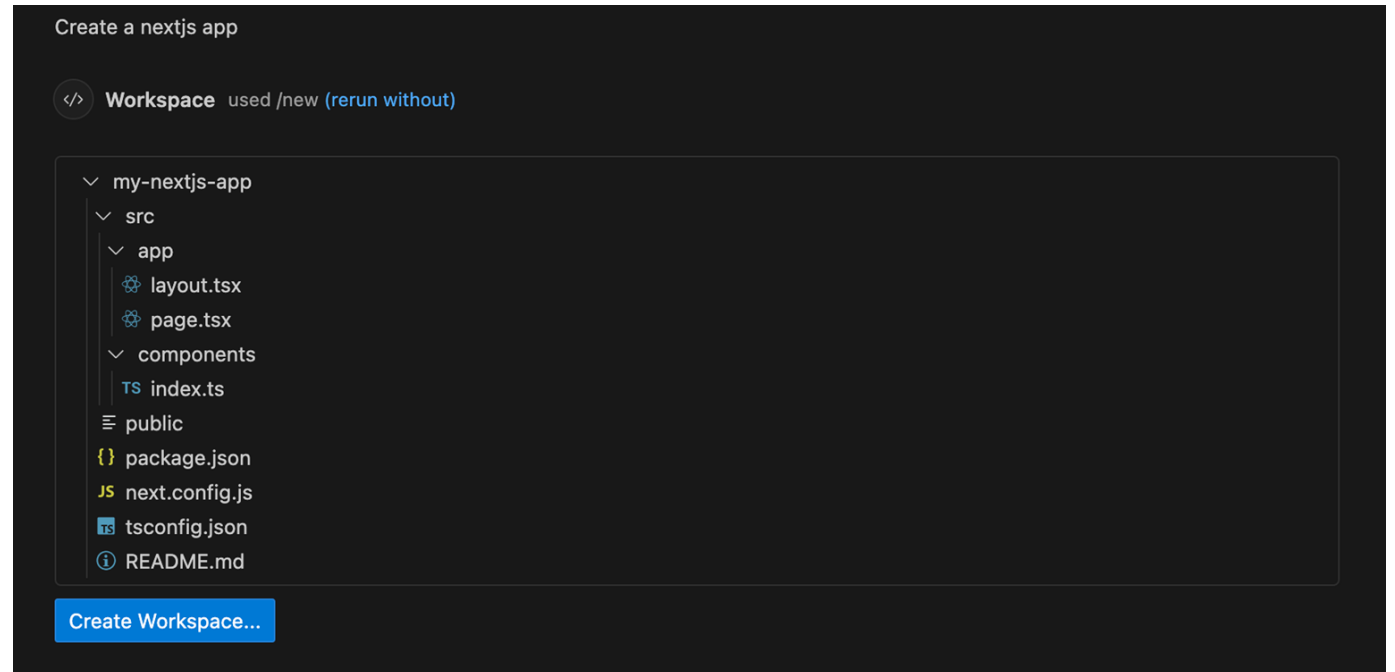 Create a nextjs app
</> Workspace used /new (rerun without)
my-nextjs-app
src
app
layout.tsx
page.tsx
components
TS index.ts
public
{} package.json
JS next.config.js
TS tsconfig.json
README.md
Create Workspace...